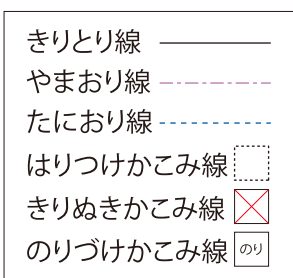 きりとり線
やまおり線
たにおり線
はりつけかこみ線
きりぬきかこみ線
のりづけかこみ線 のり